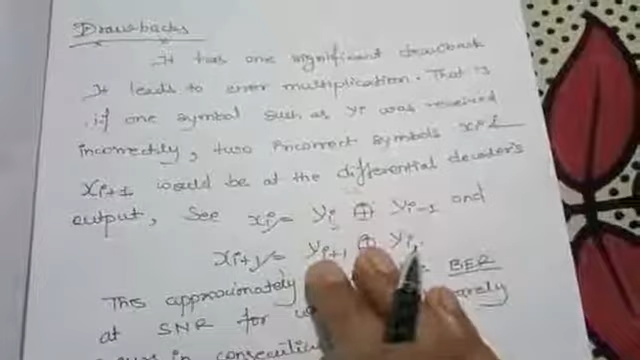 Drawbacks
It has one significant drawback
It leads to error multiplication. That is
if one symbol such as yi was received
incorrectly, two incorrect symbols xi &
xi+1 would be at the differential decoder's
output, See xi = yi ⊕ yi-1 and
xi+1 = yi+1 ⊕ yi.
This approximately BER
at SNR for rarely